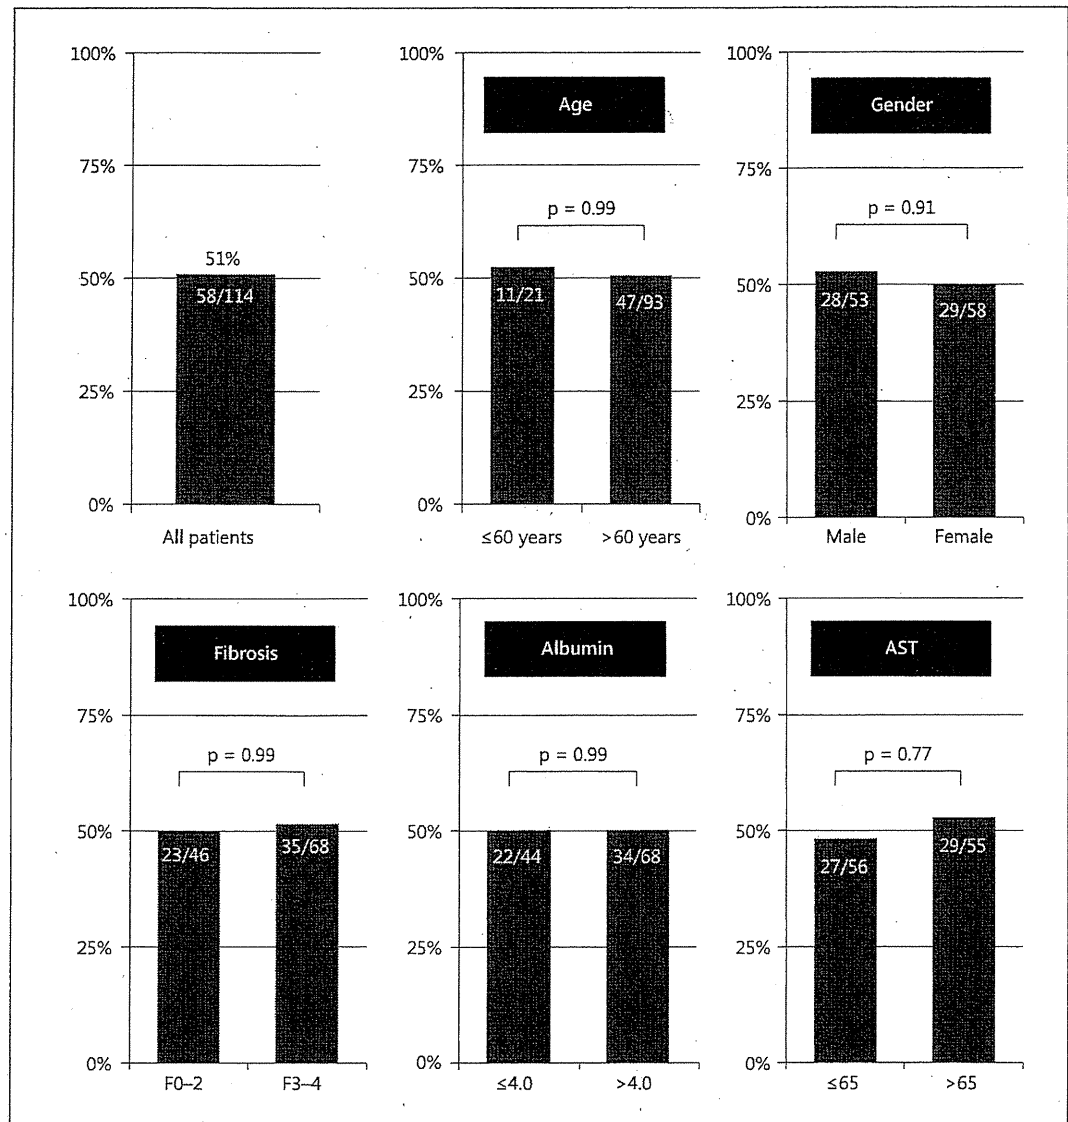 100%
75%
50%
25%
0%
51%
58/114
All patients
100%
75%
50%
25%
0%
Age
p = 0.99
11/21
47/93
≤60 years
>60 years
100%
75%
50%
25%
0%
Gender
p = 0.91
28/53
29/58
Male
Female
100%
75%
50%
25%
0%
Fibrosis
p = 0.99
23/46
35/68
F0–2
F3–4
100%
75%
50%
25%
0%
Albumin
p = 0.99
22/44
34/68
≤4.0
>4.0
100%
75%
50%
25%
0%
AST
p = 0.77
27/56
29/55
≤65
>65